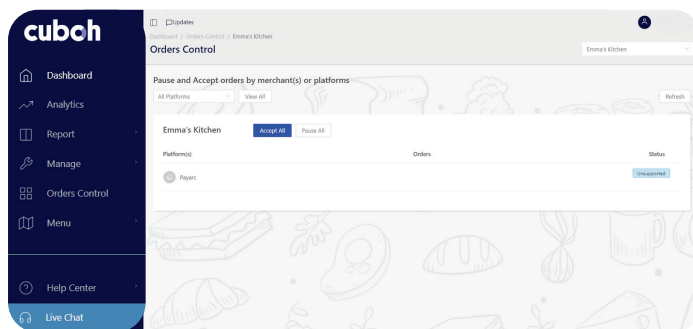 cuboh
Dashboard
Analytics
Report
Manage
Orders Control
Menu
Help Center
Live Chat
Updates
Dashboard / Orders Control / Emma's Kitchen
Orders Control
Emma's Kitchen
Pause and Accept orders by merchant(s) or platforms
All Platforms
View All
Refresh
Emma's Kitchen
Accept All
Pause All
Platform(s) Orders Status
Payarc
Unsupported